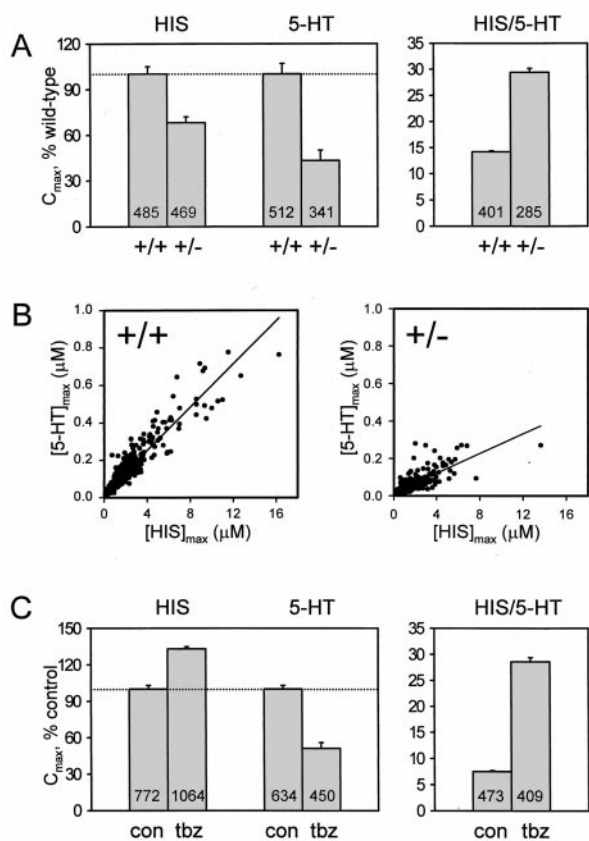 A
HIS
5-HT
HIS/5-HT
Cmax, % wild-type
120
90
60
30
0
485
469
512
341
+/+ +/-
+/+ +/-
35
30
25
20
15
10
5
0
401
285
+/+ +/-
B
+/+
[5-HT]max (µM)
1.0
0.8
0.6
0.4
0.2
0.0
0 4 8 12 16
[HIS]max (µM)
+/-
[5-HT]max (µM)
1.0
0.8
0.6
0.4
0.2
0.0
0 4 8 12 16
[HIS]max (µM)
C
HIS
5-HT
HIS/5-HT
Cmax, % control
150
120
90
60
30
0
772
1064
634
450
con tbz
con tbz
35
30
25
20
15
10
5
0
473
409
con tbz